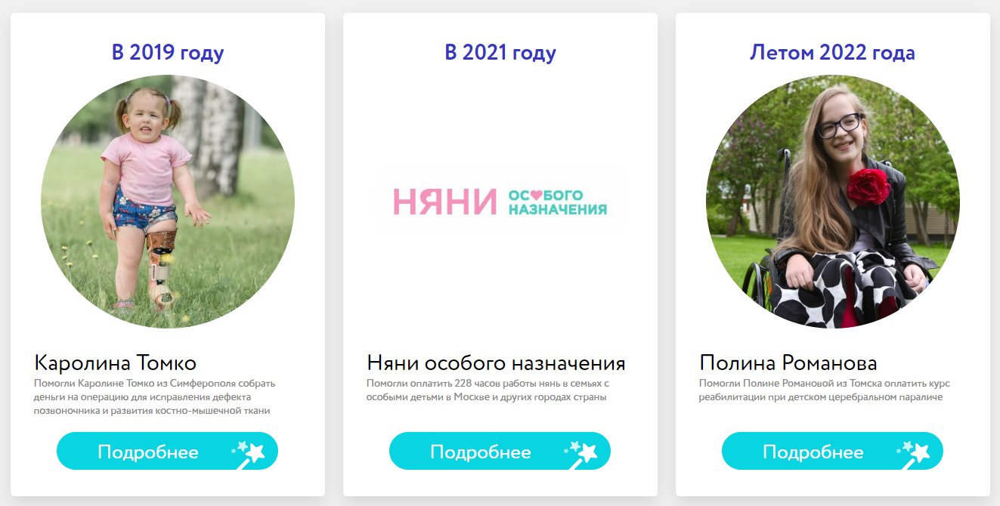 В 2019 году
Каролина Томко
Помогли Каролине Томко из Симферополя собрать
деньги на операцию для исправления дефекта
позвоночника и развития костно-мышечной ткани
Подробнее
В 2021 году
НЯНИ
ОСОБОГО
НАЗНАЧЕНИЯ
Няни особого назначения
Помогли оплатить 228 часов работы нянь в семьях с
особыми детьми в Москве и других городах страны
Подробнее
Летом 2022 года
Полина Романова
Помогли Полине Романовой из Томска оплатить курс
реабилитации при детском церебральном параличе
Подробнее